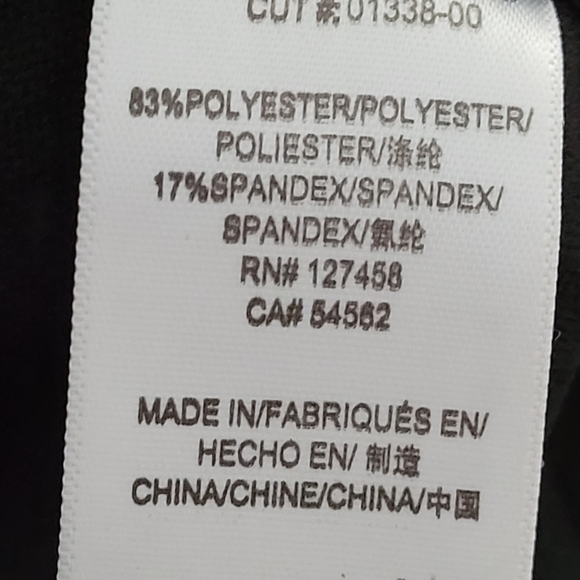 CUT #: 01338-00
83%POLYESTER/POLYESTER/
POLIESTER/涤纶
17%SPANDEX/SPANDEX/
SPANDEX/氨纶
RN# 127458
CA# 54562
MADE IN/FABRIQUÉS EN/
HECHO EN/ 制造
CHINA/CHINE/CHINA/中国